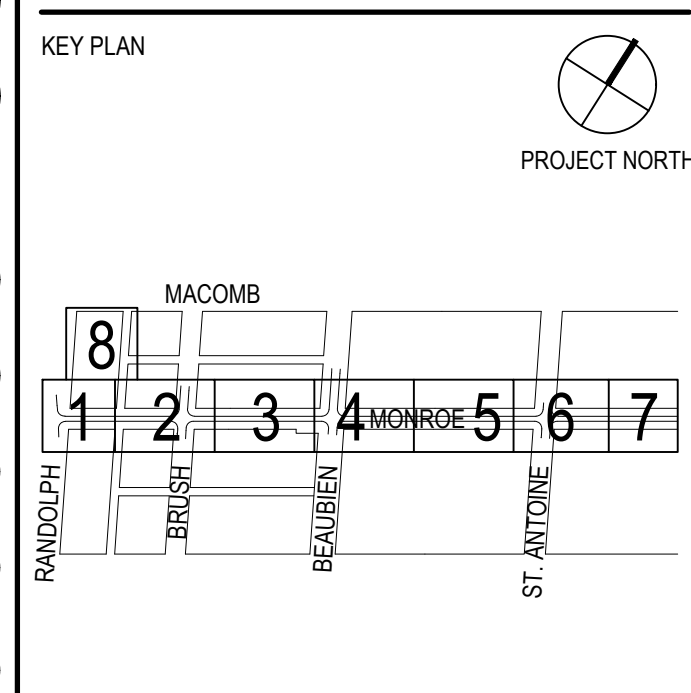 KEY PLAN
PROJECT NORTH
MACOMB
8
1 2 3 4 MONROE 5 6 7
RANDOLPH
BRUSH
BEAUBIEN
ST. ANTOINE